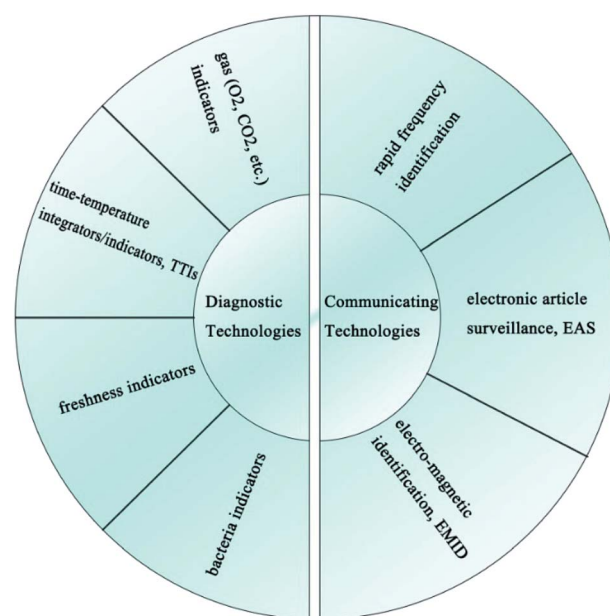 gas (O2, CO2, etc.)
indicators
time-temperature
integrators/indicators, TTIs
freshness indicators
bacteria indicators
Diagnostic
Technologies
Communicating
Technologies
rapid frequency
identification
electronic article
surveillance, EAS
electro-magnetic
identification, EMID